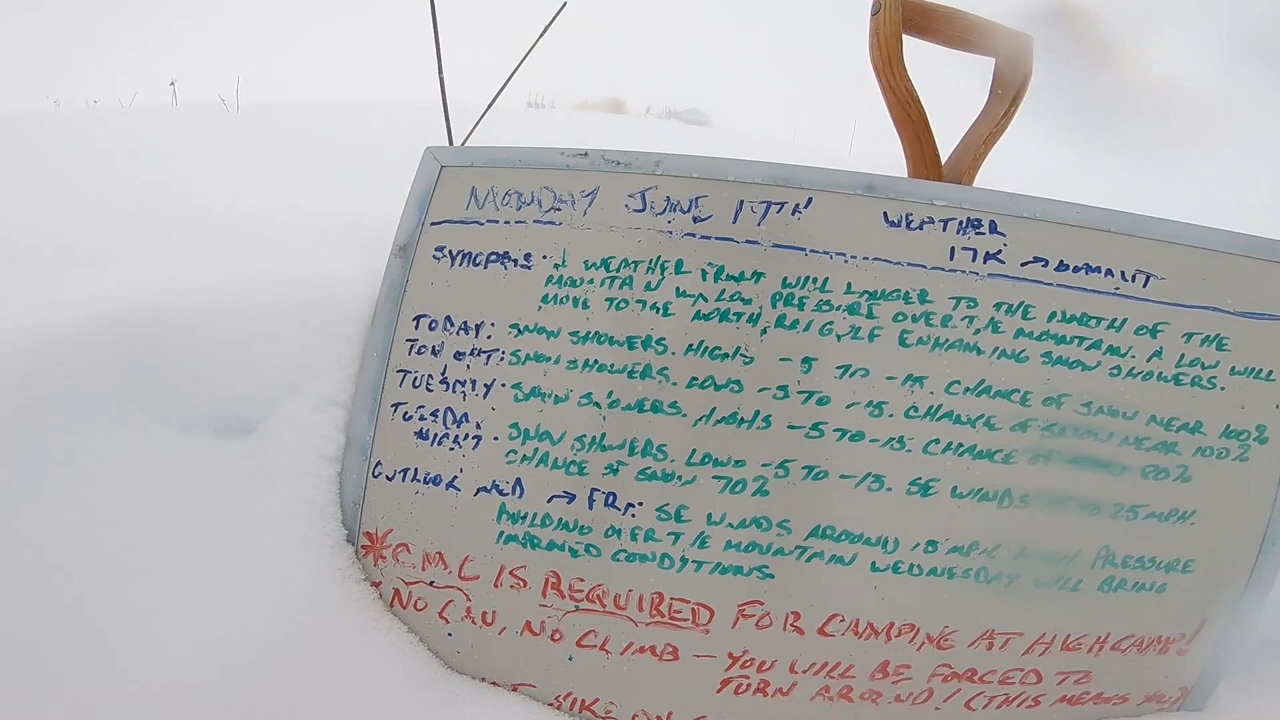 MONDAY JUNE 17TH WEATHER
17K → SUMMIT
SYNOPSIS: A WEATHER FRONT WILL LINGER TO THE NORTH OF THE
MOUNTAIN W/A LOW PRESSURE OVER THE MOUNTAIN. A LOW WILL
MOVE TO THE NORTH, ENHANCING SNOW SHOWERS.
TODAY: SNOW SHOWERS. HIGHS -5 TO -15. CHANCE OF SNOW NEAR 100%
TONIGHT: SNOW SHOWERS. LOWS -5 TO -15. CHANCE OF SNOW NEAR 100%
TUESDAY: SNOW SHOWERS. HIGHS -5 TO -15. CHANCE OF 80%
TUESDAY
NIGHT: SNOW SHOWERS. LOWS -5 TO -15. SE WINDS 25 MPH.
CHANCE OF SNOW 70%
OUTLOOK WED → FRI: SE WINDS AROUND 15 MPH HIGH PRESSURE
BUILDING OVER THE MOUNTAIN WEDNESDAY WILL BRING
IMPROVED CONDITIONS.
*C.M.C IS REQUIRED FOR CAMPING AT HIGH CAMP!
NO CAN, NO CLIMB — YOU WILL BE FORCED TO
TURN AROUND! (THIS MEANS YOU)